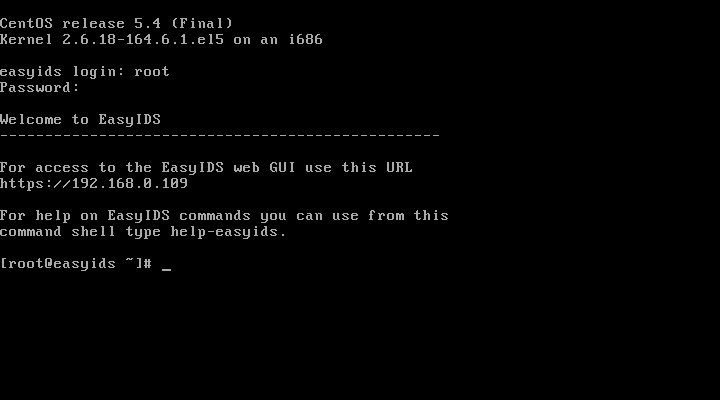 CentOS release 5.4 (Final)
Kernel 2.6.18-164.6.1.el5 on an i686
easyids login: root
Password:
Welcome to EasyIDS
-------------------------------------------------
For access to the EasyIDS web GUI use this URL
https://192.168.0.109
For help on EasyIDS commands you can use from this
command shell type help-easyids.
[root@easyids ~]# _